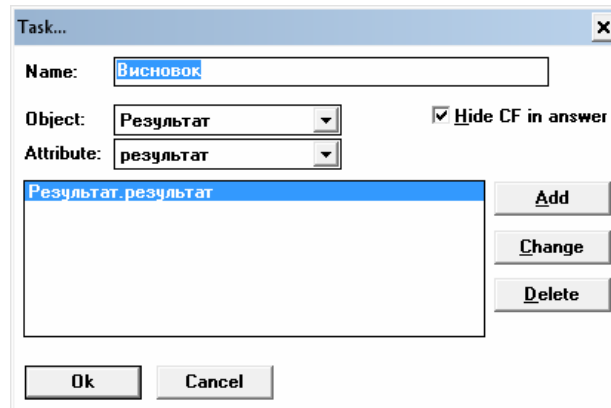 Task...
Name: Висновок
Object: Результат
Hide CF in answer
Attribute: результат
Результат.результат
Add
Change
Delete
Ok Cancel